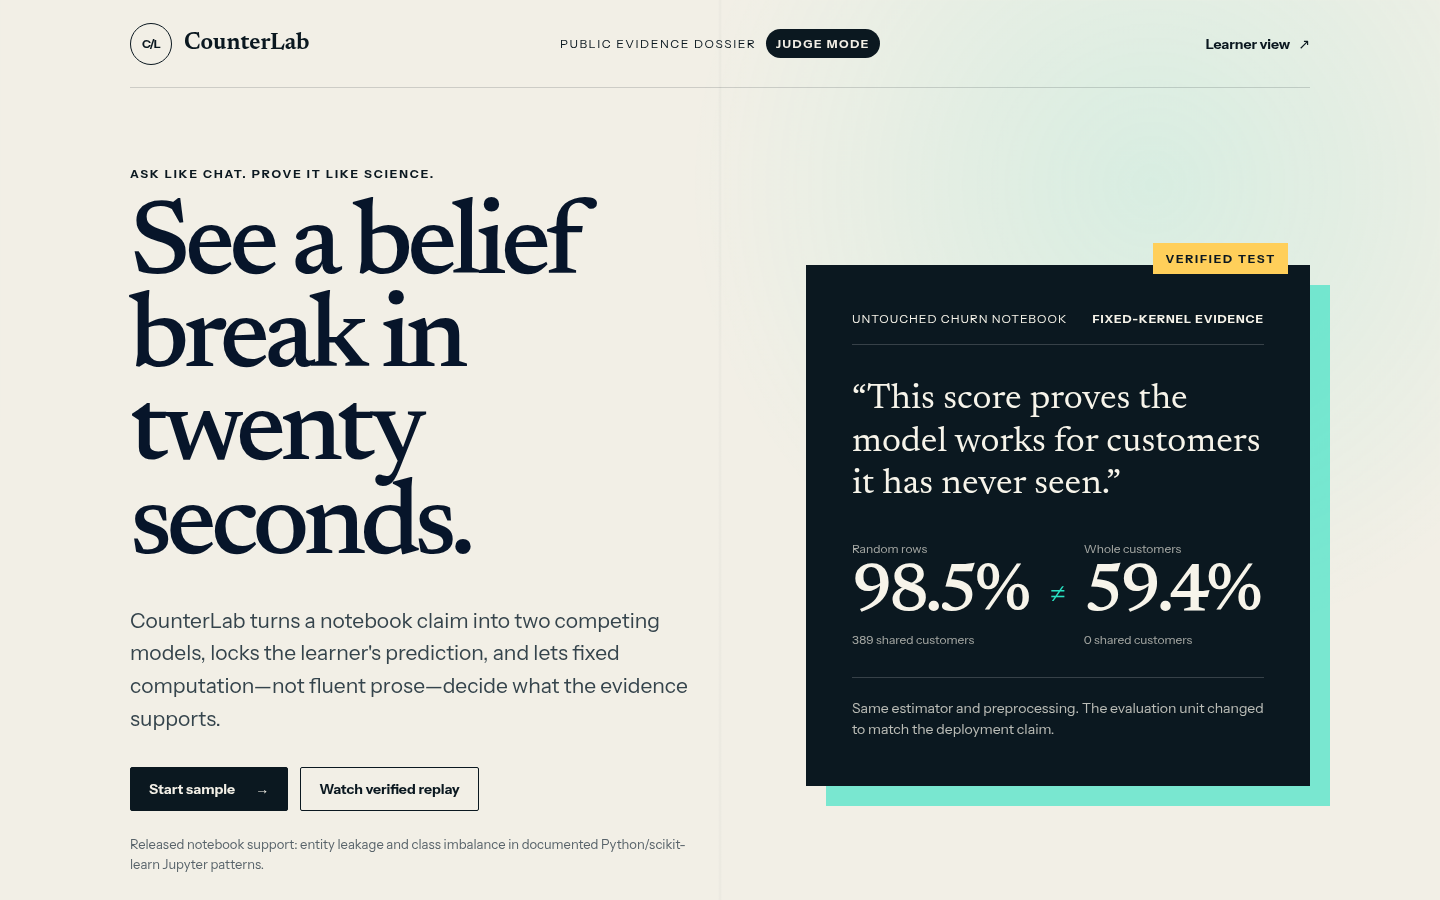 C/L CounterLab
PUBLIC EVIDENCE DOSSIER JUDGE MODE
Learner view ↗
ASK LIKE CHAT. PROVE IT LIKE SCIENCE.
See a belief
break in
twenty
seconds.
CounterLab turns a notebook claim into two competing
models, locks the learner's prediction, and lets fixed
computation—not fluent prose—decide what the evidence
supports.
Start sample →
Watch verified replay
Released notebook support: entity leakage and class imbalance in documented Python/scikit-
learn Jupyter patterns.
VERIFIED TEST
UNTOUCHED CHURN NOTEBOOK FIXED-KERNEL EVIDENCE
“This score proves the
model works for customers
it has never seen.”
Random rows Whole customers
98.5% ≠ 59.4%
389 shared customers 0 shared customers
Same estimator and preprocessing. The evaluation unit changed
to match the deployment claim.